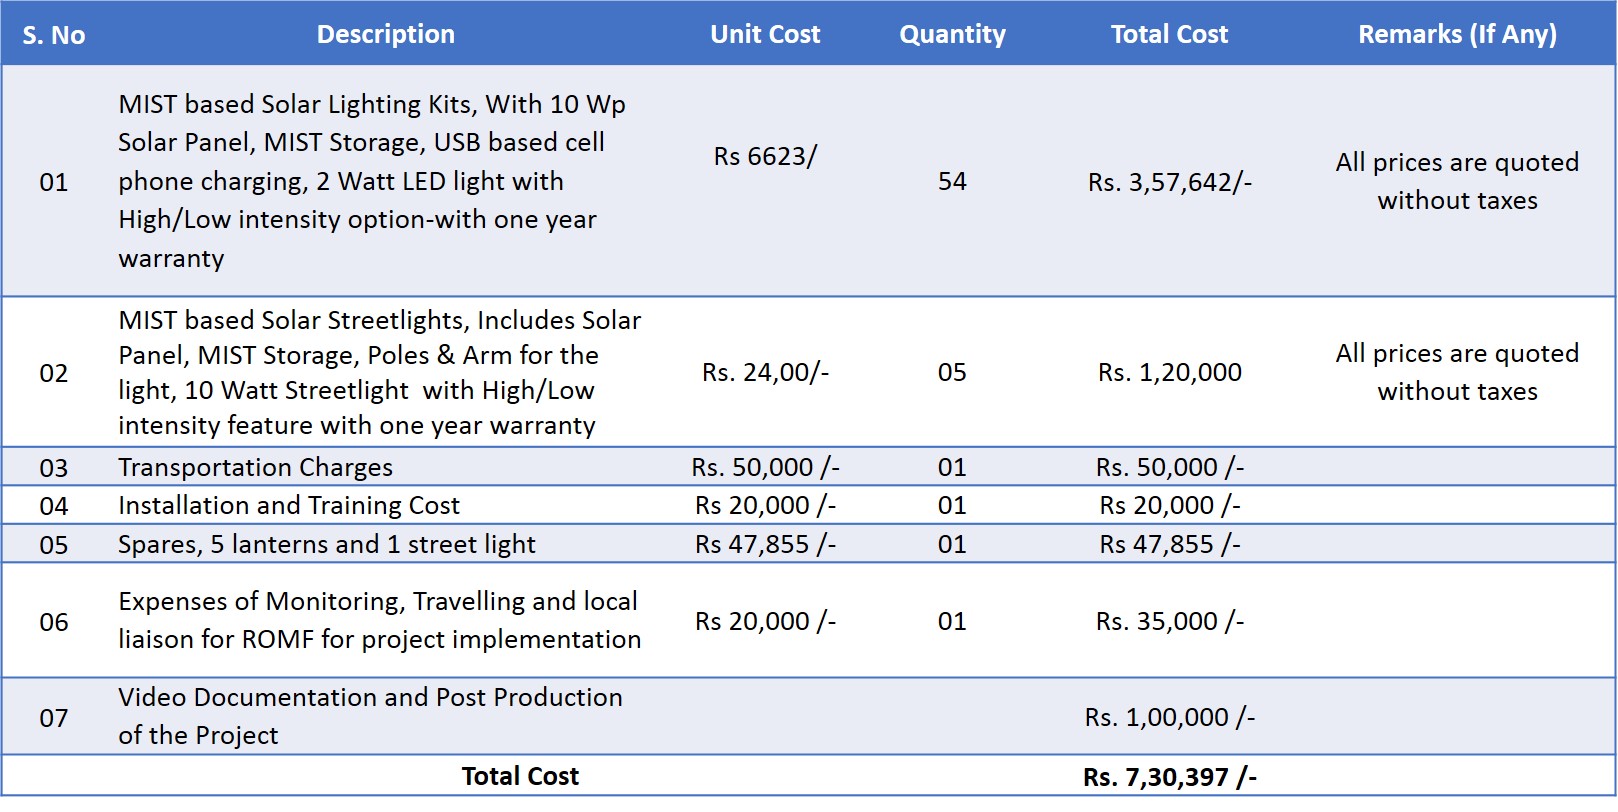 S. No Description Unit Cost Quantity Total Cost Remarks (If Any)
01
MIST based Solar Lighting Kits, With 10 Wp
Solar Panel, MIST Storage, USB based cell
phone charging, 2 Watt LED light with
High/Low intensity option-with one year
warranty
Rs 6623/
54
Rs. 3,57,642/-
All prices are quoted
without taxes
02
MIST based Solar Streetlights, Includes Solar
Panel, MIST Storage, Poles & Arm for the
light, 10 Watt Streetlight with High/Low
intensity feature with one year warranty
Rs. 24,00/-
05
Rs. 1,20,000
All prices are quoted
without taxes
03 Transportation Charges Rs. 50,000 /- 01 Rs. 50,000 /-
04 Installation and Training Cost Rs 20,000 /- 01 Rs 20,000 /-
05 Spares, 5 lanterns and 1 street light Rs 47,855 /- 01 Rs 47,855 /-
06
Expenses of Monitoring, Travelling and local
liaison for ROMF for project implementation
Rs 20,000 /-
01
Rs. 35,000 /-
07
Video Documentation and Post Production
of the Project
Rs. 1,00,000 /-
Total Cost Rs. 7,30,397 /-